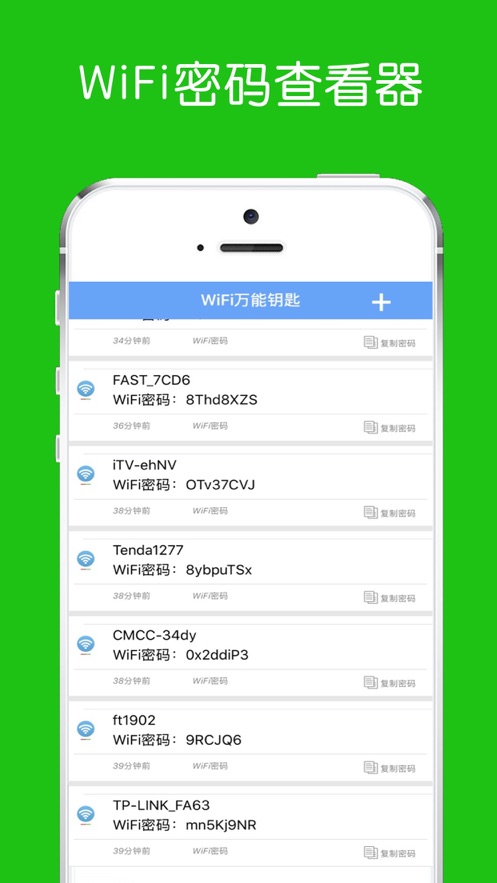 WiFi密码查看器
WiFi万能钥匙 +
34分钟前 WiFi密码 复制密码
FAST_7CD6
WiFi密码：8Thd8XZS
36分钟前 WiFi密码 复制密码
iTV-ehNV
WiFi密码：OTv37CVJ
38分钟前 WiFi密码 复制密码
Tenda1277
WiFi密码：8ybpuTSx
38分钟前 WiFi密码 复制密码
CMCC-34dy
WiFi密码：0x2ddiP3
38分钟前 WiFi密码 复制密码
ft1902
WiFi密码：9RCJQ6
39分钟前 WiFi密码 复制密码
TP-LINK_FA63
WiFi密码：mn5Kj9NR
39分钟前 WiFi密码 复制密码